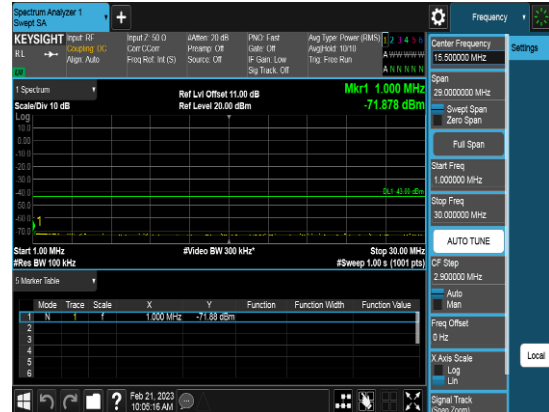 Spectrum Analyzer 1
Swept SA
Frequency
KEYSIGHT
RL
Input: RF
Coupling: DC
Align: Auto
Input Z: 50 Ω
Corr CCorr
Freq Ref: Int (S)
#Atten: 20 dB
Preamp: Off
Source: Off
PNO: Fast
Gate: Off
IF Gain: Low
Sig Track: Off
Avg Type: Power (RMS)
Avg|Hold: 10/10
Trig: Free Run
1 2 3 4 5 6
A W W W W W
A N N N N N
1 Spectrum
Scale/Div 10 dB
Ref Lvl Offset 11.00 dB
Ref Level 20.00 dBm
Mkr1 1.000 MHz
-71.878 dBm
Log
10.0
0.00
-10.0
-20.0
-30.0
-40.0
-50.0
-60.0
-70.0
DL1 -43.00 dBm
1
Start 1.00 MHz
#Res BW 100 kHz
#Video BW 300 kHz*
Stop 30.00 MHz
#Sweep 1.00 s (1001 pts)
5 Marker Table
Mode Trace Scale X Y Function Function Width Function Value
1 N 1 f 1.000 MHz -71.88 dBm
2
3
4
5
6
Feb 21, 2023
10:05:16 AM
Center Frequency
15.500000 MHz
Span
29.0000000 MHz
Swept Span
Zero Span
Full Span
Start Freq
1.000000 MHz
Stop Freq
30.000000 MHz
AUTO TUNE
CF Step
2.900000 MHz
Auto
Man
Freq Offset
0 Hz
X Axis Scale
Log
Lin
Signal Track
(Span Zoom)
Settings
Local